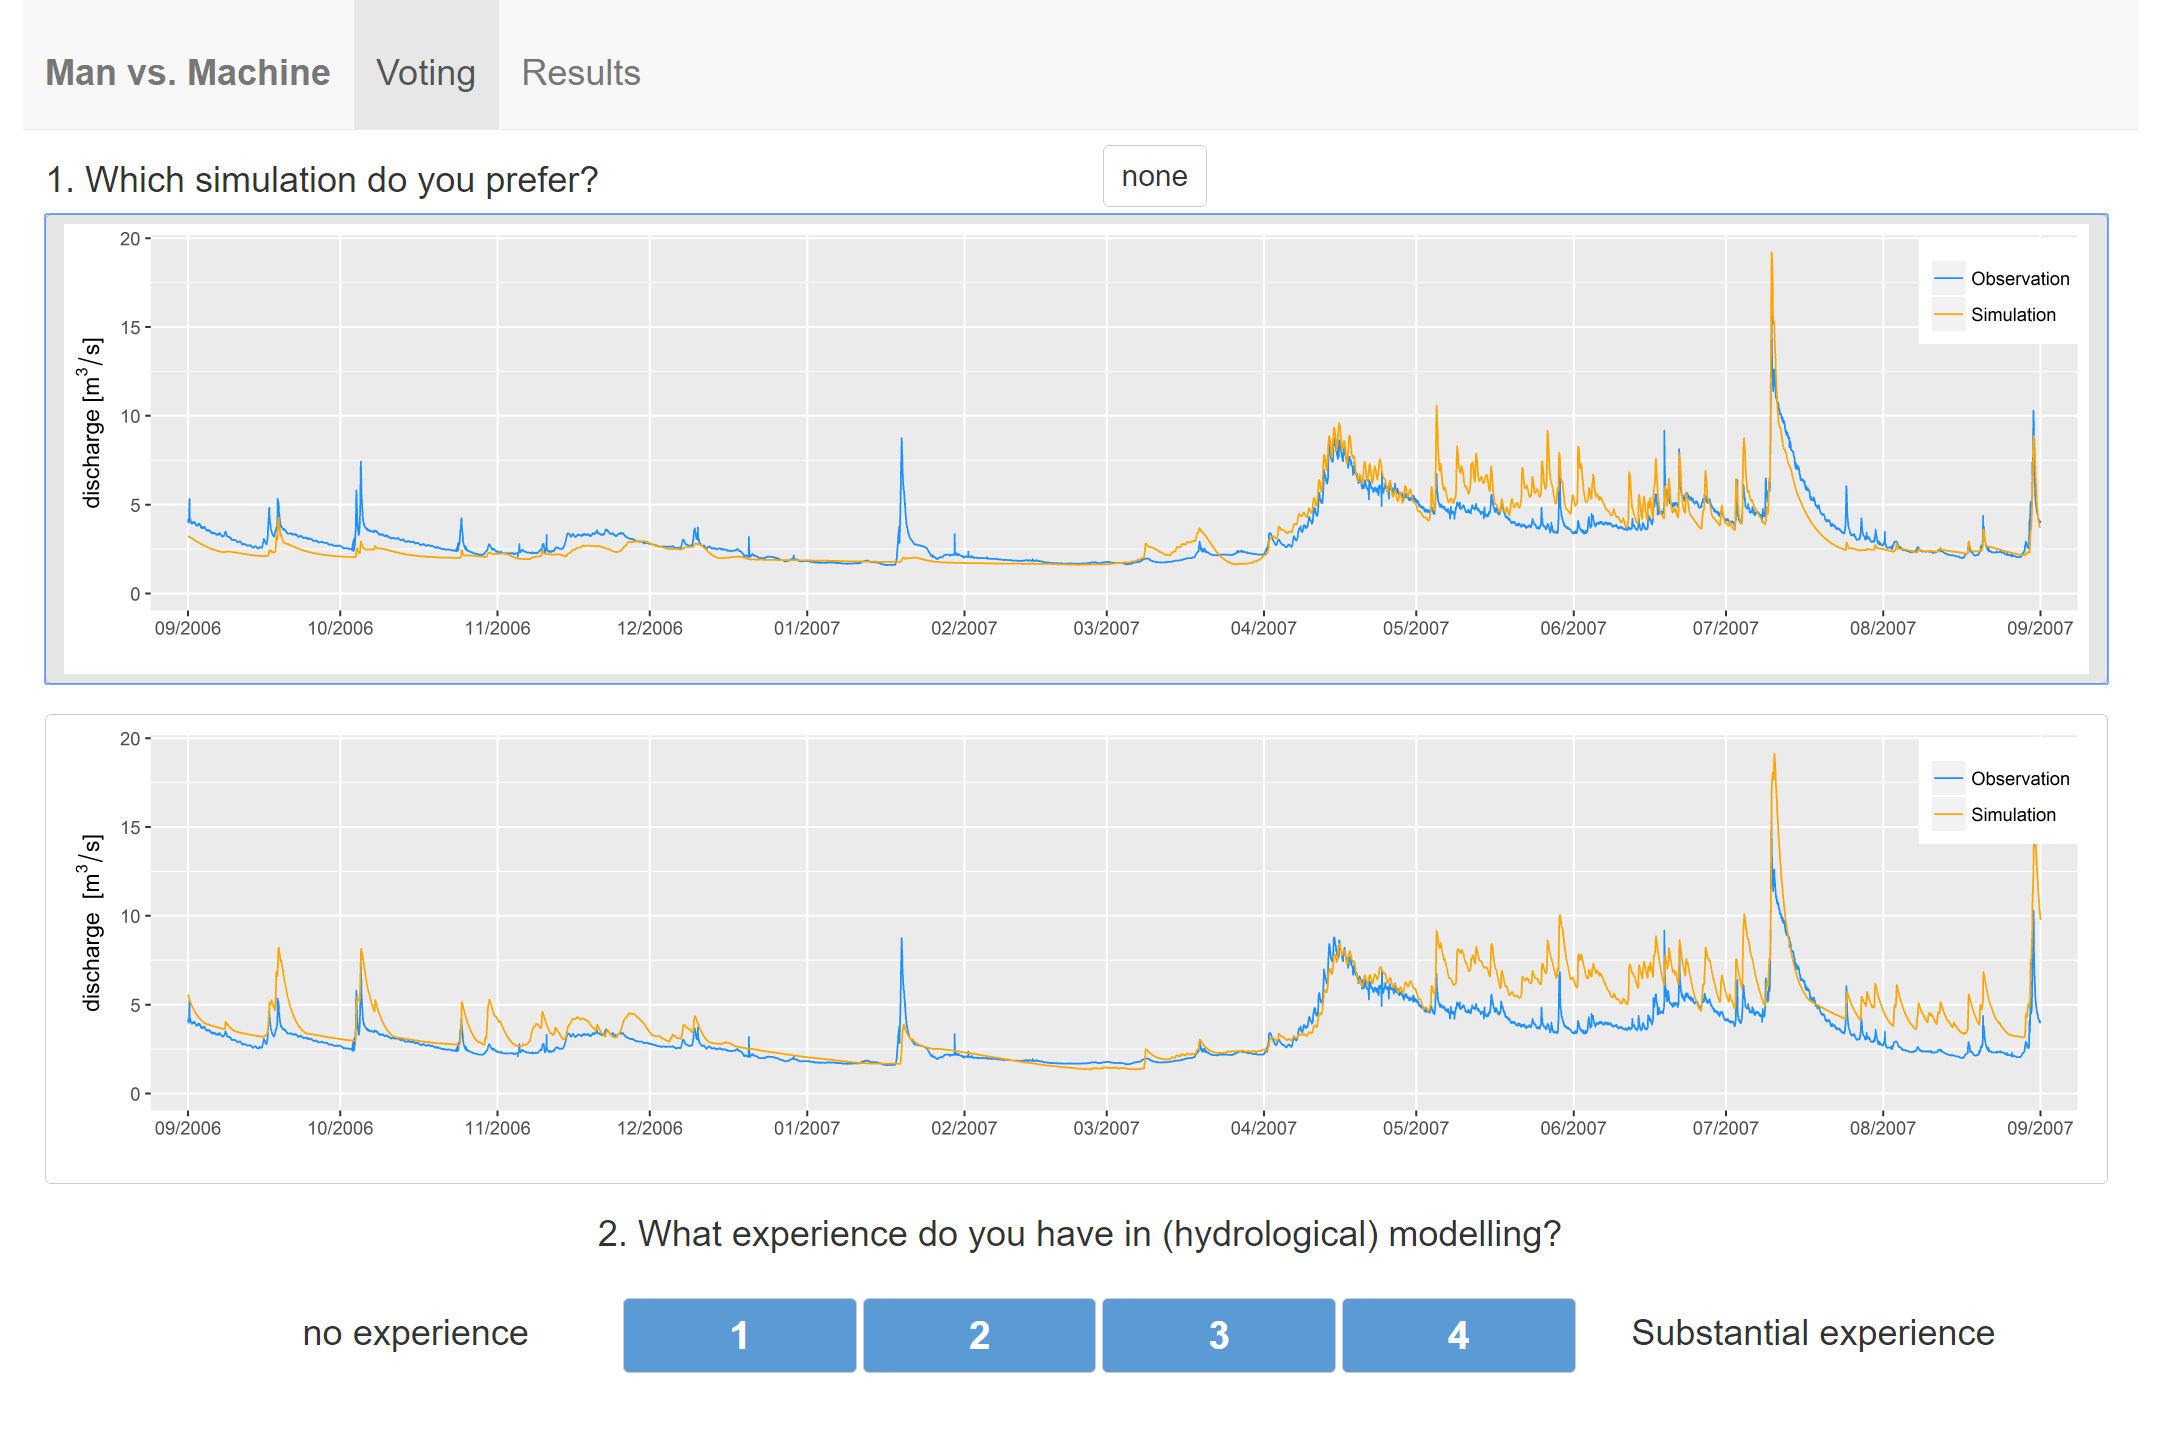 Man vs. Machine Voting Results
1. Which simulation do you prefer? none
20
15
10
5
0
discharge [m³/s]
Observation
Simulation
09/2006 10/2006 11/2006 12/2006 01/2007 02/2007 03/2007 04/2007 05/2007 06/2007 07/2007 08/2007 09/2007
20
15
10
5
0
discharge [m³/s]
Observation
Simulation
09/2006 10/2006 11/2006 12/2006 01/2007 02/2007 03/2007 04/2007 05/2007 06/2007 07/2007 08/2007 09/2007
2. What experience do you have in (hydrological) modelling?
no experience 1 2 3 4 Substantial experience